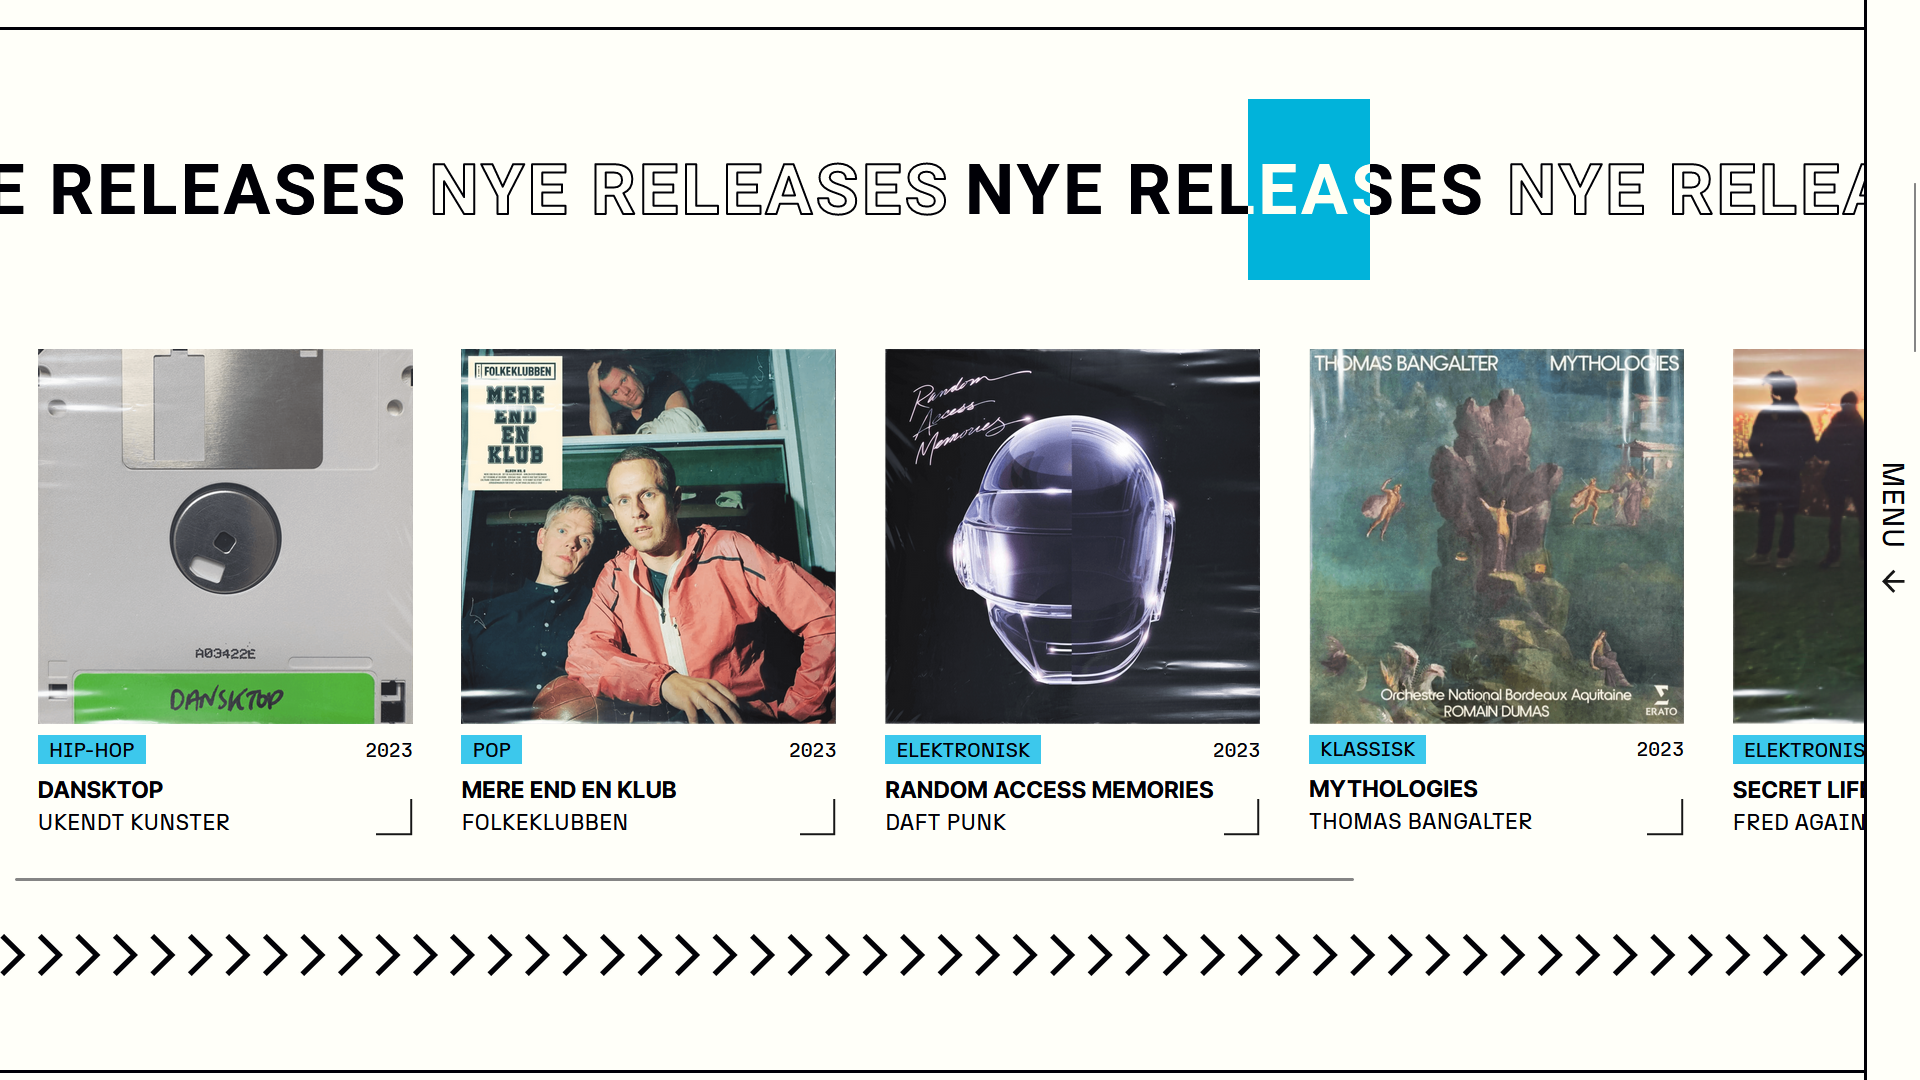 E RELEASES NYE RELEASES NYE RELEASES NYE RELEA
A03422E
DANSKTOP
FOLKEKLUBBEN
MERE
END
EN
KLUB
Random
Access
Memories
THOMAS BANGALTER MYTHOLOGIES
Orchestre National Bordeaux Aquitaine
ROMAIN DUMAS
ERATO
HIP-HOP 2023
DANSKTOP
UKENDT KUNSTER
POP 2023
MERE END EN KLUB
FOLKEKLUBBEN
ELEKTRONISK 2023
RANDOM ACCESS MEMORIES
DAFT PUNK
KLASSISK 2023
MYTHOLOGIES
THOMAS BANGALTER
ELEKTRONIS
SECRET LIF
FRED AGAIN
MENU